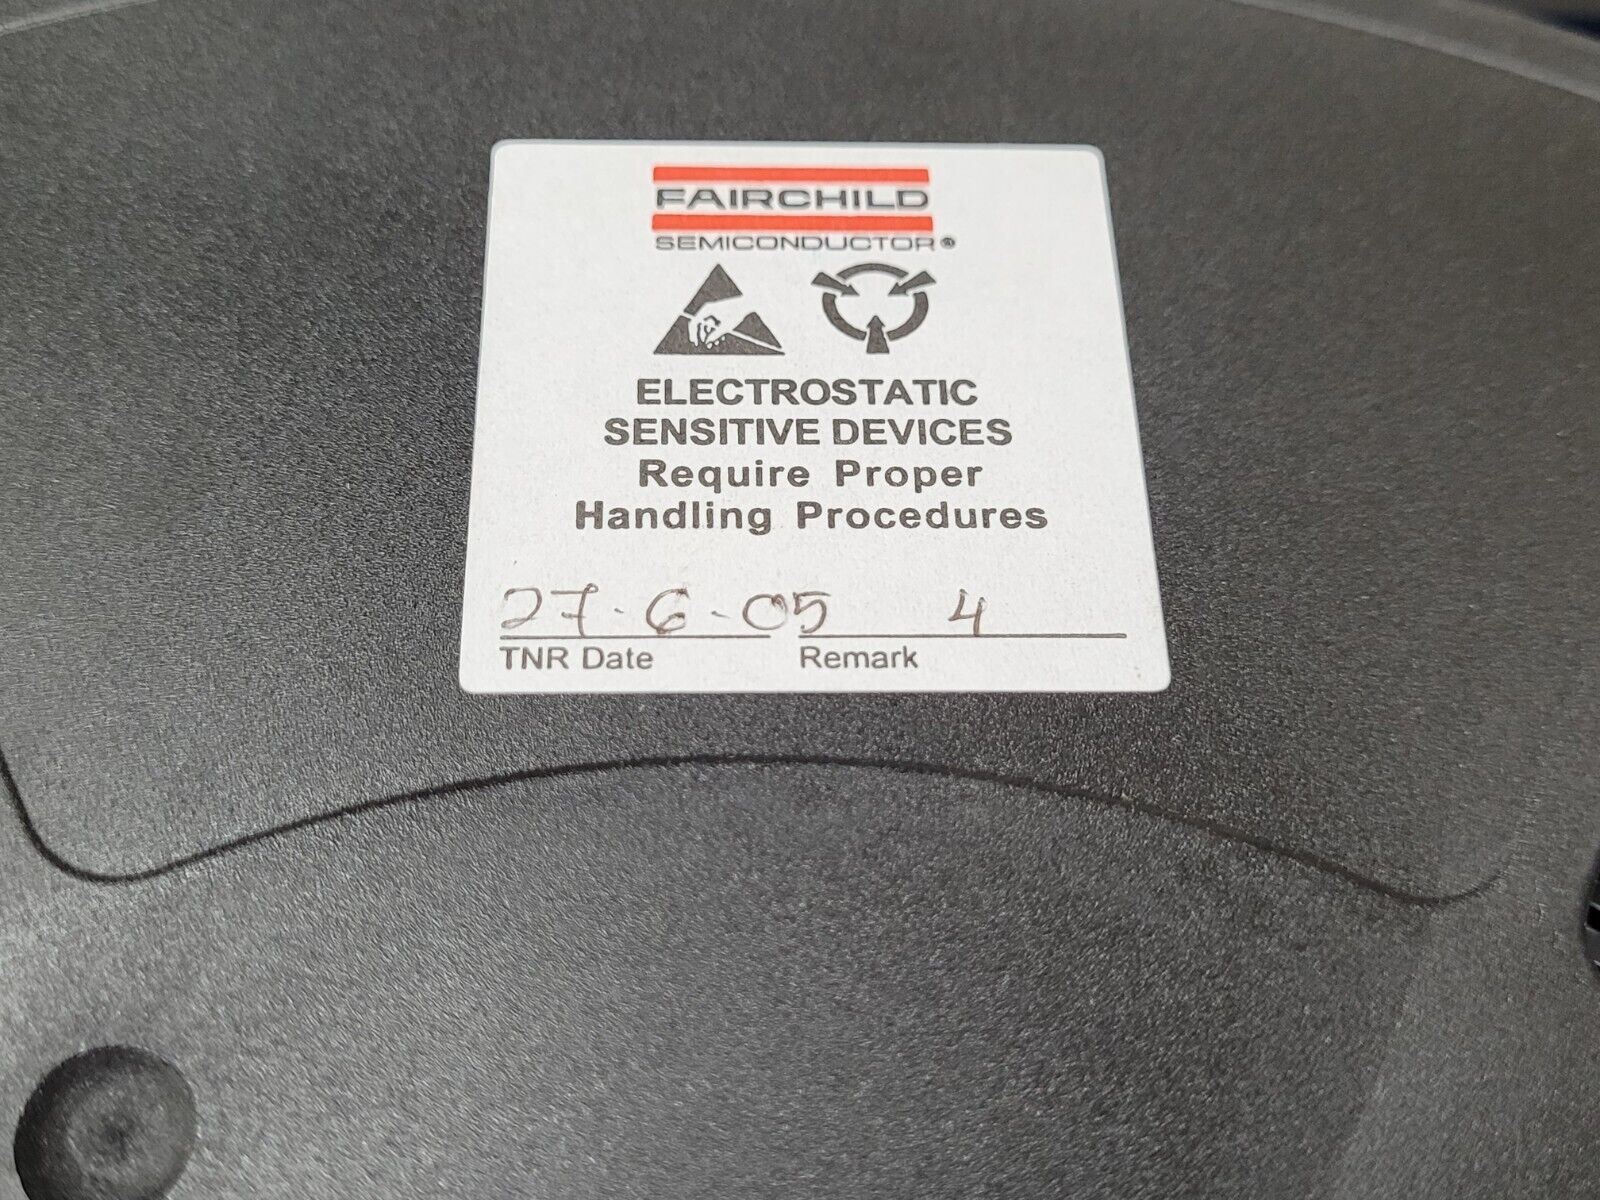 FAIRCHILD
SEMICONDUCTOR®
ELECTROSTATIC
SENSITIVE DEVICES
Require Proper
Handling Procedures
27-6-05 4
TNR Date Remark